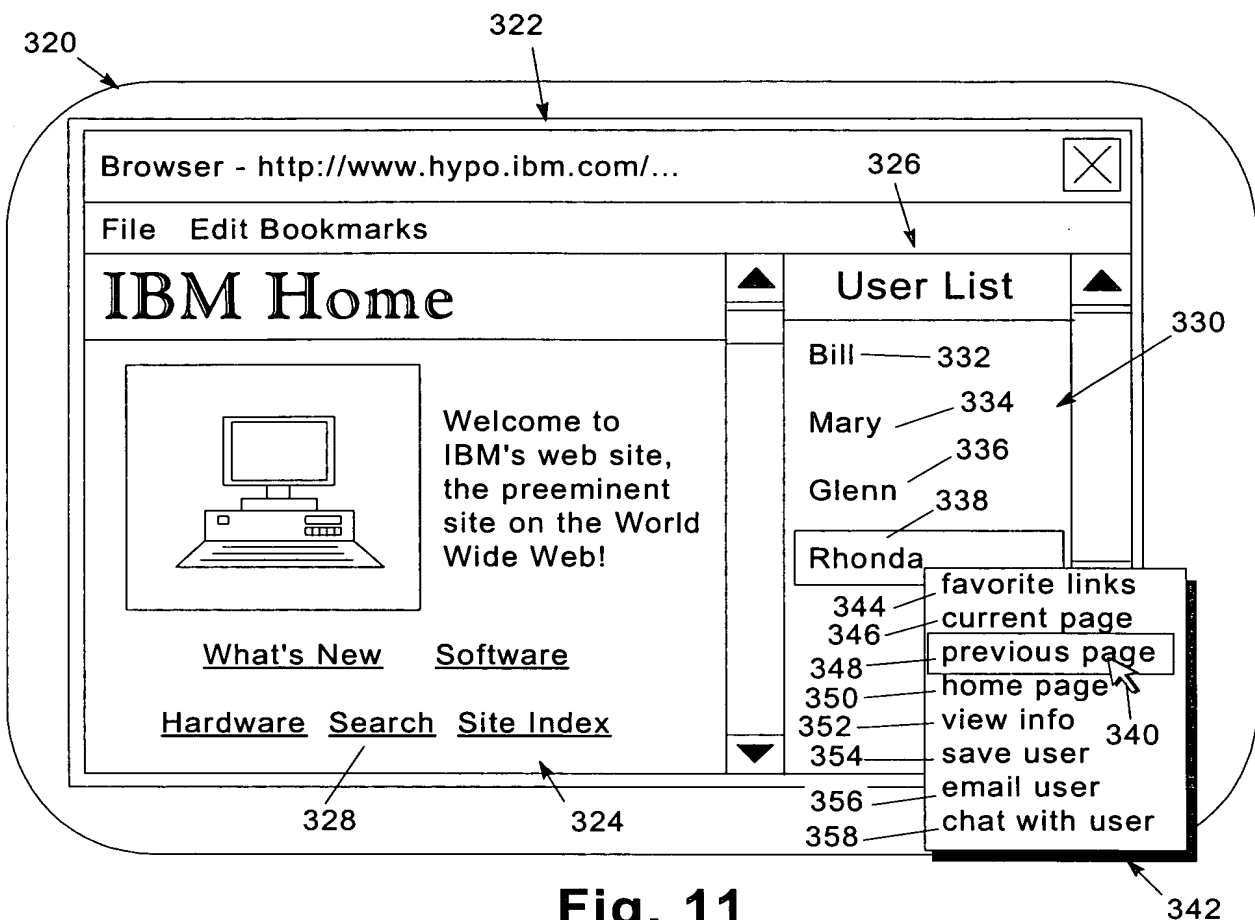 322
320
Browser - http://www.hypo.ibm.com/...
326
File Edit Bookmarks
IBM Home
User List
330
Bill
332
334
Mary
336
Glenn
338
Rhonda
Welcome to
IBM's web site,
the preeminent
site on the World
Wide Web!
What's New Software
Hardware Search Site Index
328
324
344 favorite links
346 current page
348 previous page
350 home page
352 view info
340
354 save user
356 email user
358 chat with user
342
Fig. 11